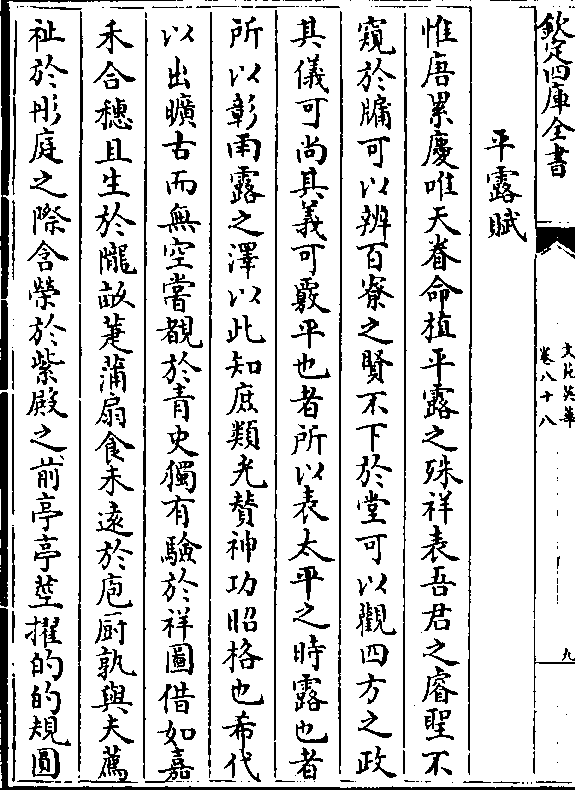 欽定四庫全書
文苑英華
卷八十八
九
平露賦
惟唐累慶唯天眷命植平露之殊祥表吾君之睿聖不
窺於牖可以辨百寮之賢不下於堂可以觀四方之政
其儀可尚其義可覈平也者所以表太平之時露也者
所以彰雨露之澤以此知庶類光賛神功昭格也希代
以出曠古而無空甞覩於青史獨有驗於祥圖借如嘉
禾合穗且生於隴畝萐蒲扇食未遠於庖厨孰與夫薦
祉於彤庭之際含榮於紫殿之前亭亭莖擢的的規圓